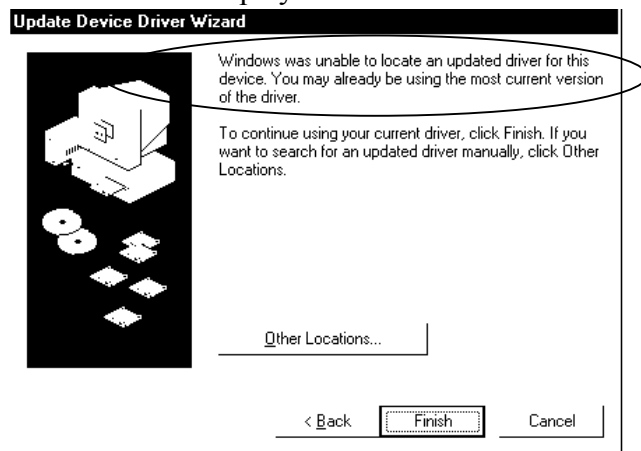 Update Device Driver Wizard
Windows was unable to locate an updated driver for this
device. You may already be using the most current version
of the driver.
To continue using your current driver, click Finish. If you
want to search for an updated driver manually, click Other
Locations.
Other Locations...
< Back Finish Cancel